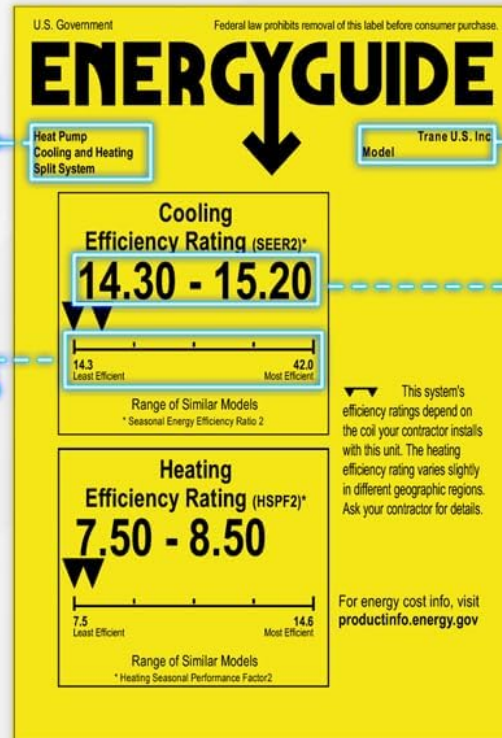 U.S. Government
Federal law prohibits removal of this label before consumer purchase.
ENERGYGUIDE
Heat Pump
Cooling and Heating
Split System
Trane U.S. Inc
Model
Cooling
Efficiency Rating (SEER2)*
14.30 - 15.20
14.3
Least Efficient
42.0
Most Efficient
Range of Similar Models
* Seasonal Energy Efficiency Ratio 2
This system's
efficiency ratings depend on
the coil your contractor installs
with this unit. The heating
efficiency rating varies slightly
in different geographic regions.
Ask your contractor for details.
Heating
Efficiency Rating (HSPF2)*
7.50 - 8.50
7.5
Least Efficient
14.6
Most Efficient
Range of Similar Models
* Heating Seasonal Performance Factor2
For energy cost info, visit
productinfo.energy.gov